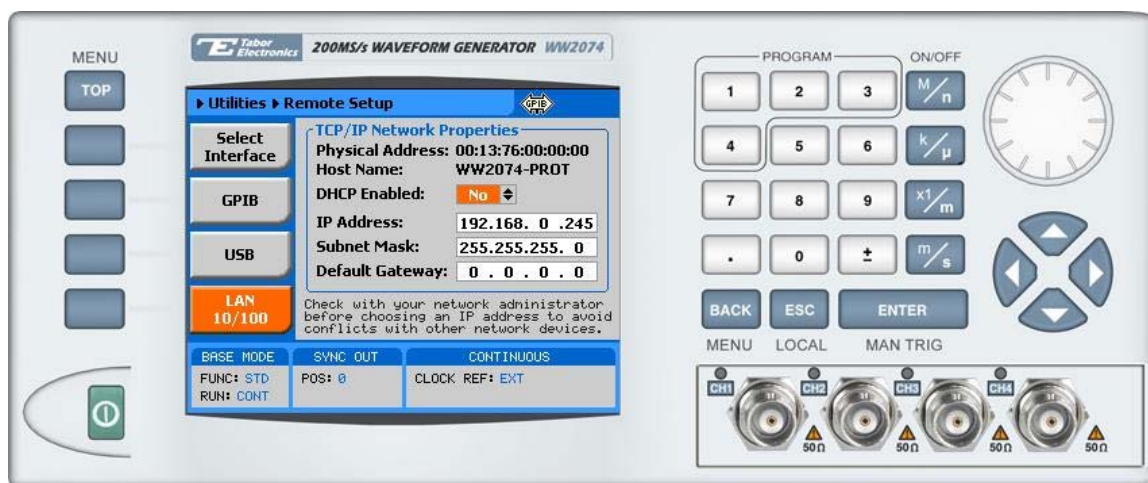 Tabor Electronics 200MS/s WAVEFORM GENERATOR WW2074
MENU
TOP
Utilities Remote Setup
GPIB
Select Interface
GPIB
USB
LAN 10/100
TCP/IP Network Properties
Physical Address: 00:13:76:00:00:00
Host Name: WW2074-PROT
DHCP Enabled: No
IP Address: 192.168. 0 .245
Subnet Mask: 255.255.255. 0
Default Gateway: 0 . 0 . 0 . 0
Check with your network adninistrator
before choosing an IP address to avoid
conflicts with other network devices.
BASE MODE
FUNC: STD
RUN: CONT
SYNC OUT
POS: 0
CONTINUOUS
CLOCK REF: EXT
PROGRAM
ON/OFF
1 2 3 M/n
4 5 6 k/µ
7 8 9 x1/m
. 0 ± m/s
BACK ESC ENTER
MENU LOCAL MAN TRIG
CH1 CH2 CH3 CH4
50Ω 50Ω 50Ω 50Ω